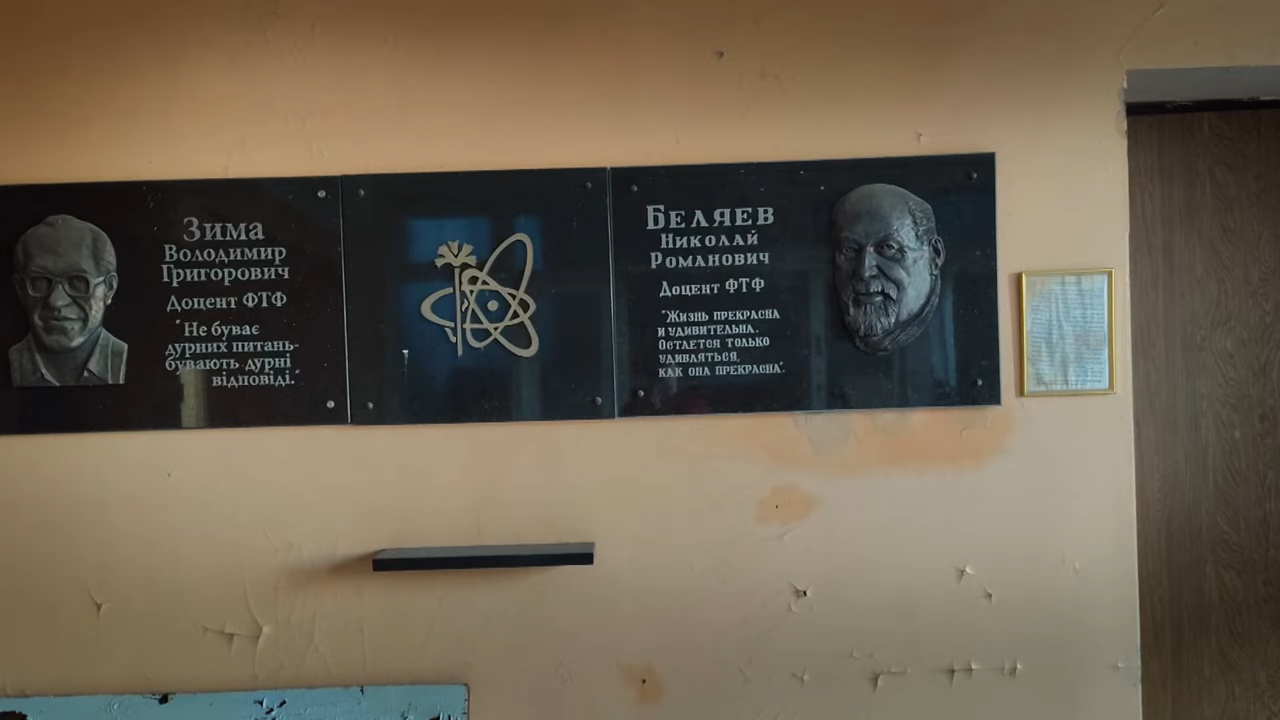 Зима
Володимир
Григорович
Доцент ФТФ
"Не буває
дурних питань-
бувають дурні
відповіді."
Беляев
Николай
Романович
Доцент ФТФ
"Жизнь прекрасна
и удивительна.
Остается только
удивляться,
как она прекрасна".